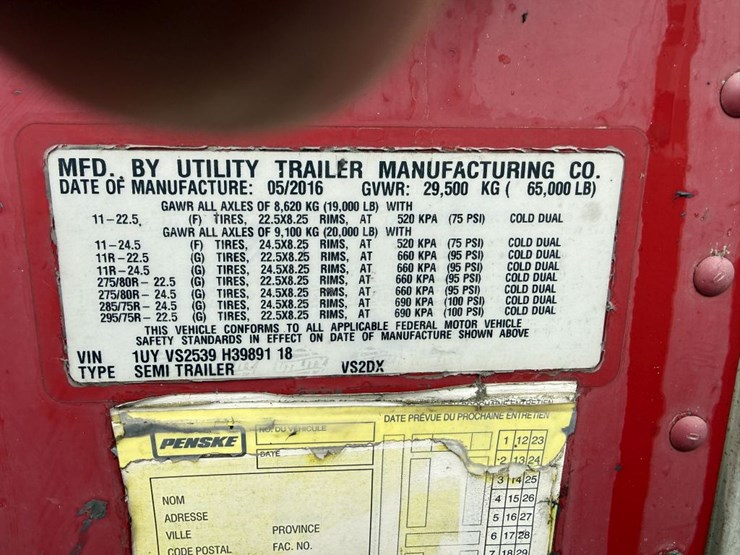 MFD. BY UTILITY TRAILER MANUFACTURING CO.
DATE OF MANUFACTURE: 05/2016 GVWR: 29,500 KG ( 65,000 LB)
GAWR ALL AXLES OF 8,620 KG (19,000 LB) WITH
11-22.5, (F) TIRES, 22.5X8.25 RIMS, AT 520 KPA (75 PSI) COLD DUAL
GAWR ALL AXLES OF 9,100 KG (20,000 LB) WITH
11-24.5 (F) TIRES, 24.5X8.25 RIMS, AT 520 KPA (75 PSI) COLD DUAL
11R-22.5 (G) TIRES, 22.5X8.25 RIMS, AT 660 KPA (95 PSI) COLD DUAL
11R-24.5 (G) TIRES, 24.5X8.25 RIMS, AT 660 KPA (95 PSI) COLD DUAL
275/80R-22.5 (G) TIRES, 22.5X8.25 RIMS, AT 660 KPA (95 PSI) COLD DUAL
275/80R-24.5 (G) TIRES, 24.5X8.25 RIMS, AT 660 KPA (95 PSI) COLD DUAL
285/75R-24.5 (G) TIRES, 24.5X8.25 RIMS, AT 690 KPA (100 PSI) COLD DUAL
295/75R-22.5 (G) TIRES, 22.5X8.25 RIMS, AT 690 KPA (100 PSI) COLD DUAL
THIS VEHICLE CONFORMS TO ALL APPLICABLE FEDERAL MOTOR VEHICLE
SAFETY STANDARDS IN EFFECT ON DATE OF MANUFACTURE SHOWN ABOVE
VIN 1UY VS2539 H39891 18
TYPE SEMI TRAILER VS2DX
DATE PRÉVUE DU PROCHAINE ENTRETIEN
PENSKE
NO. DU VEHICULE
DATE
1 12 23
2 13 24
3 14 25
4 15 26
5 16 27
6 17 28
7 18 29
NOM
ADRESSE
VILLE PROVINCE
CODE POSTAL FAC. NO.